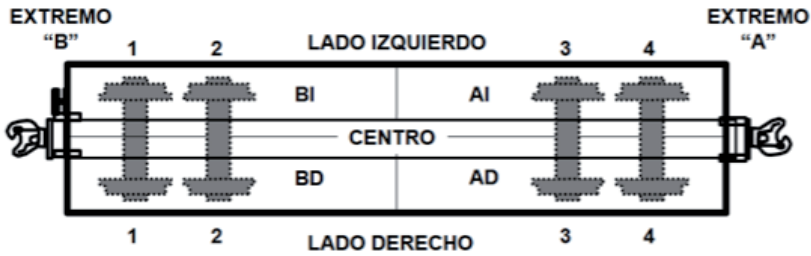 EXTREMO EXTREMO
"B" 1 2 LADO IZQUIERDO 3 4 "A"
BI AI
CENTRO
BD AD
1 2 LADO DERECHO 3 4